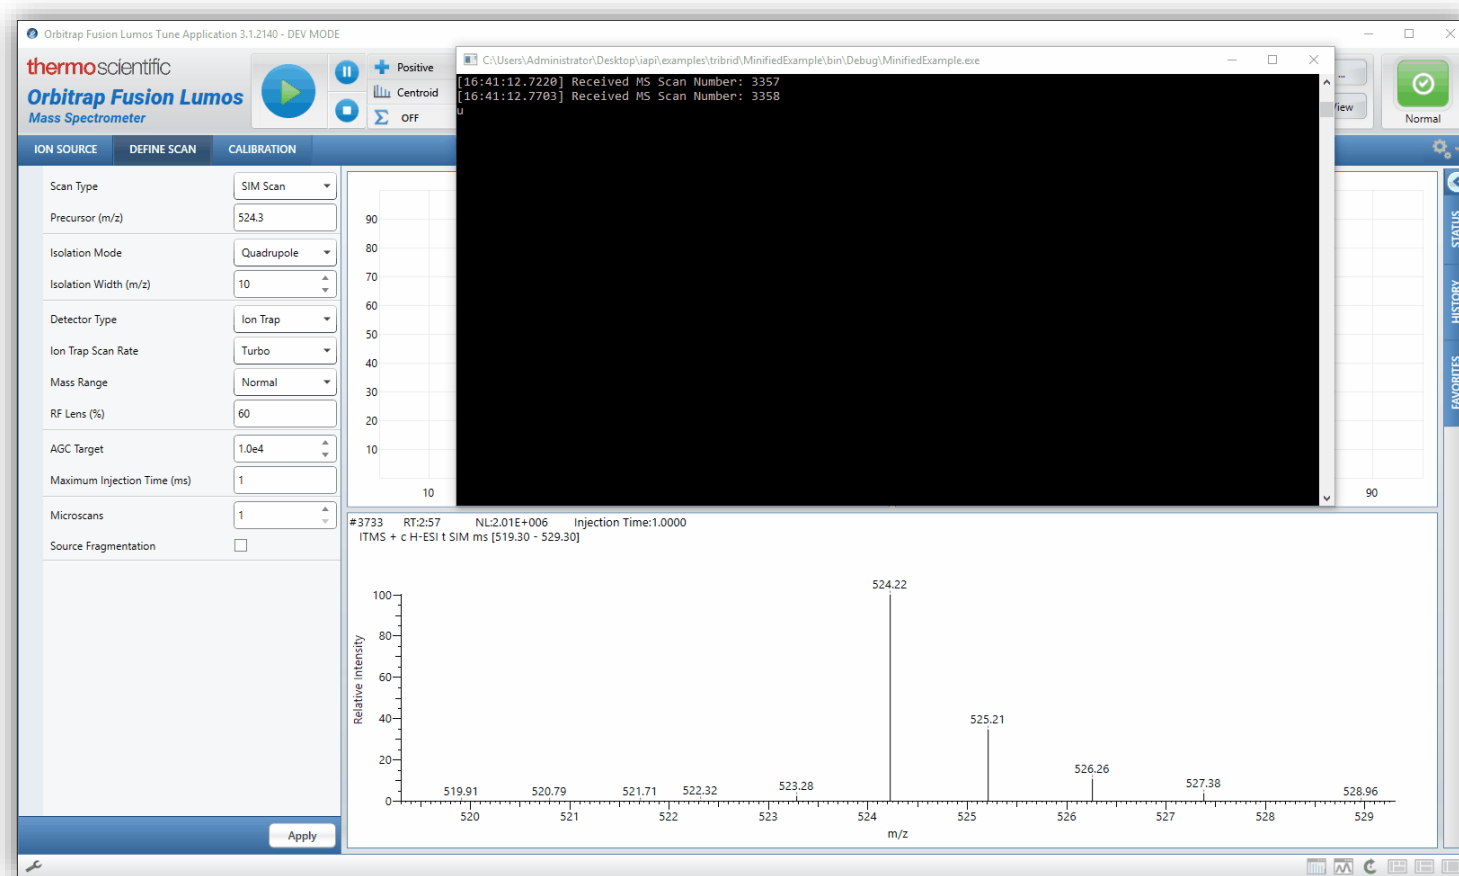 Orbitrap Fusion Lumos Tune Application 3.1.2140 - DEV MODE
thermo scientific
Orbitrap Fusion Lumos
Mass Spectrometer
Positive
Centroid
OFF
C:\Users\Administrator\Desktop\iapi\examples\tribrid\MinifiedExample\bin\Debug\MinifiedExample.exe
[16:41:12.7220] Received MS Scan Number: 3357
[16:41:12.7703] Received MS Scan Number: 3358
u
...
Normal
ION SOURCE DEFINE SCAN CALIBRATION
Scan Type SIM Scan
Precursor (m/z) 524.3
Isolation Mode Quadrupole
Isolation Width (m/z) 10
Detector Type Ion Trap
Ion Trap Scan Rate Turbo
Mass Range Normal
RF Lens (%) 60
AGC Target 1.0e4
Maximum Injection Time (ms) 1
Microscans 1
Source Fragmentation
Apply
90
80
70
60
50
40
30
20
10
10 90
STATUS
HISTORY
FAVORITES
#3733 RT:2:57 NL:2.01E+006 Injection Time:1.0000
ITMS + c H-ESI t SIM ms [519.30 - 529.30]
Relative Intensity
100
80
60
40
20
0
519.91 520.79 521.71 522.32 523.28 524.22 525.21 526.26 527.38 528.96
520 521 522 523 524 525 526 527 528 529
m/z